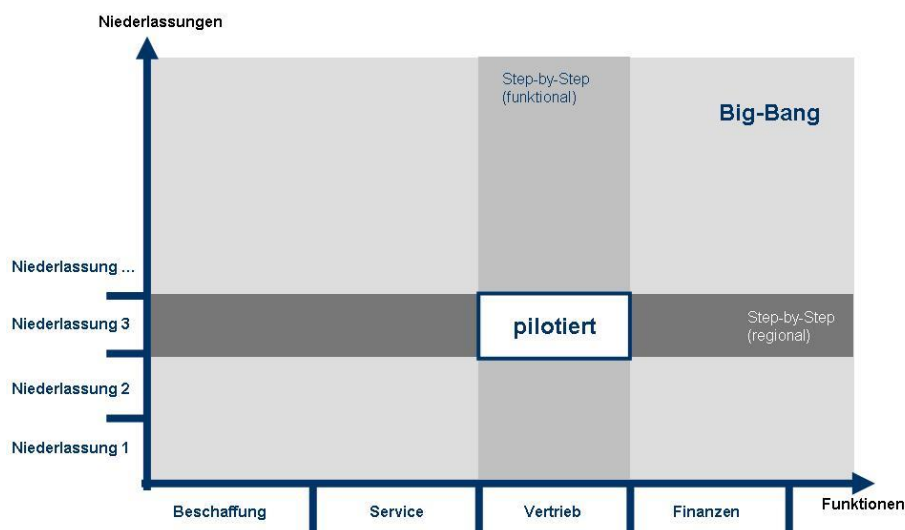 Niederlassungen
Step-by-Step
(funktional)
Big-Bang
Niederlassung ...
Niederlassung 3
pilotiert
Step-by-Step
(regional)
Niederlassung 2
Niederlassung 1
Funktionen
Beschaffung
Service
Vertrieb
Finanzen